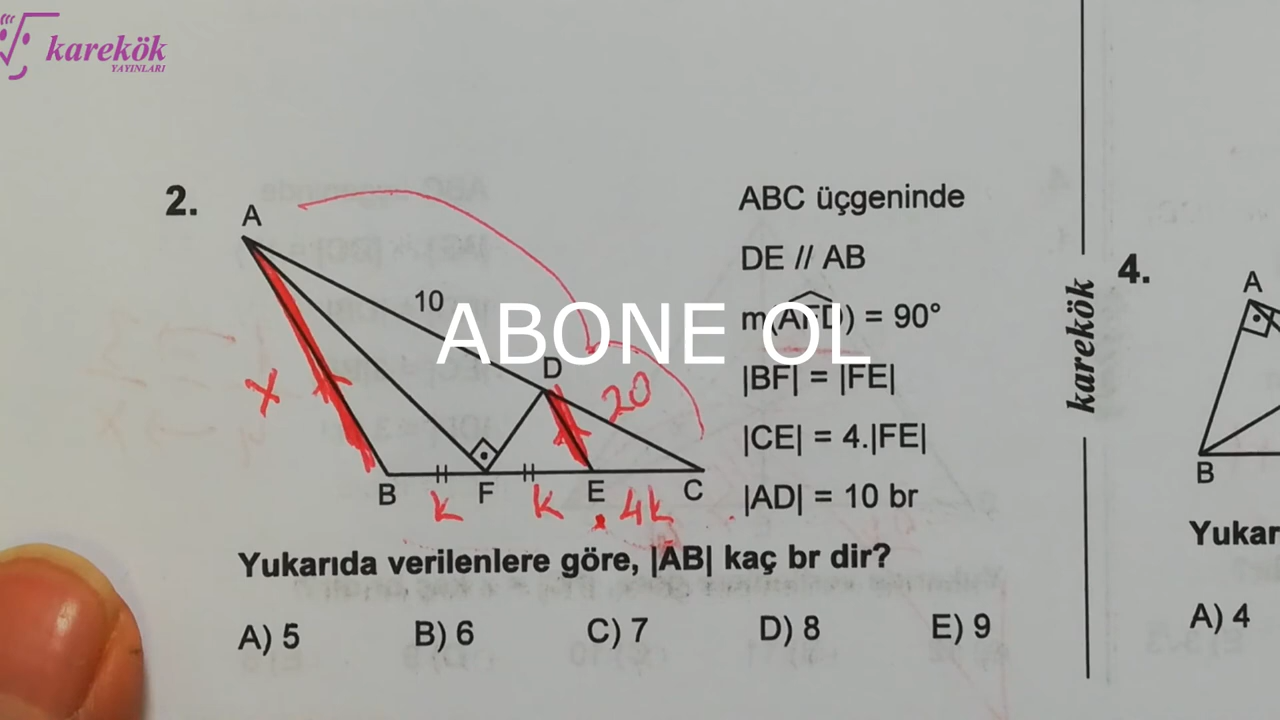 karekök
YAYINLARI
2.
A
10
D
20
x
B
F
E
C
k
k
. 4k
ABC üçgeninde
DE // AB
m(AFD) = 90°
|BF| = |FE|
|CE| = 4.|FE|
|AD| = 10 br
ABONE OL
Yukarıda verilenlere göre, |AB| kaç br dir?
A) 5 B) 6 C) 7 D) 8 E) 9
karekök
4.
A
B
Yukar
A) 4